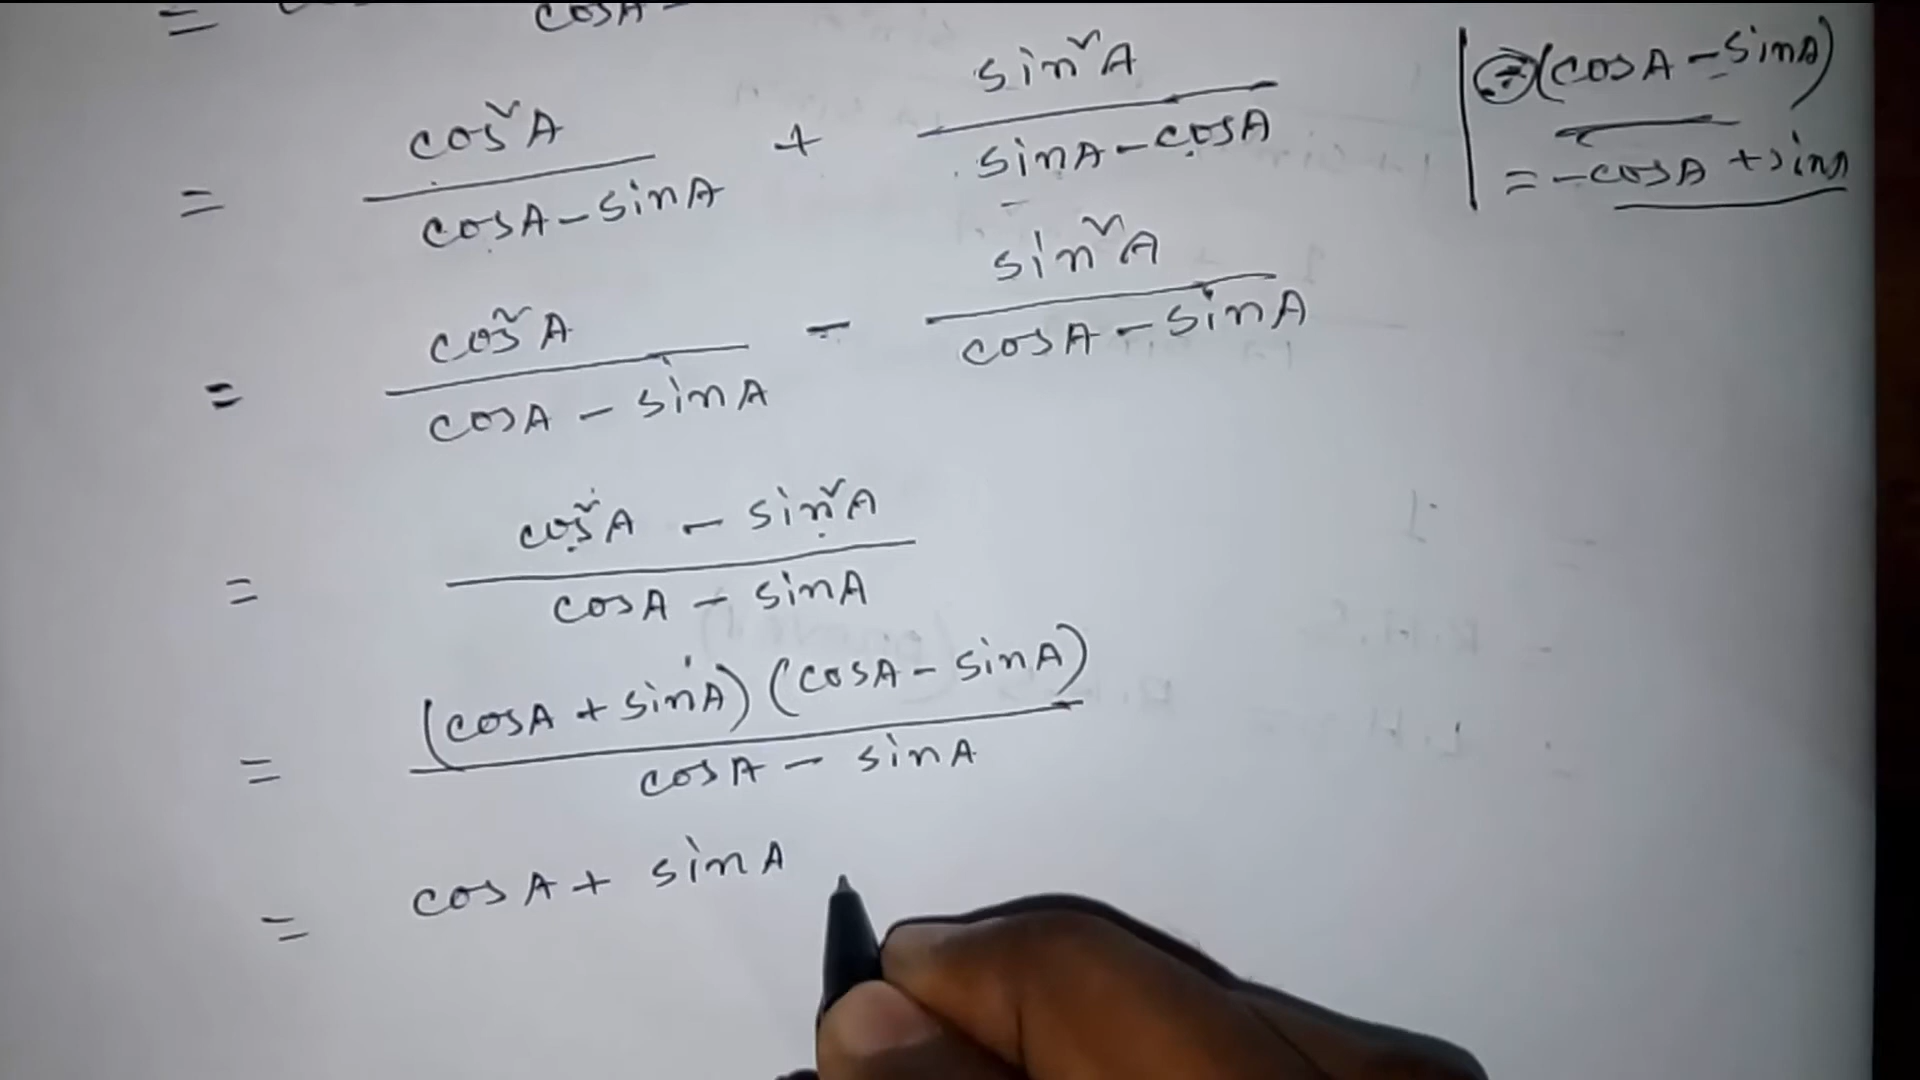 = cosA -
= cos²A / cosA - sinA + sin²A / sinA - cosA
-(cosA - sinA)
= -cosA + sinA
= cos²A / cosA - sinA - sin²A / cosA - sinA
= cos²A - sin²A / cosA - sinA
= (cosA + sinA) (cosA - sinA) / cosA - sinA
= cosA + sinA